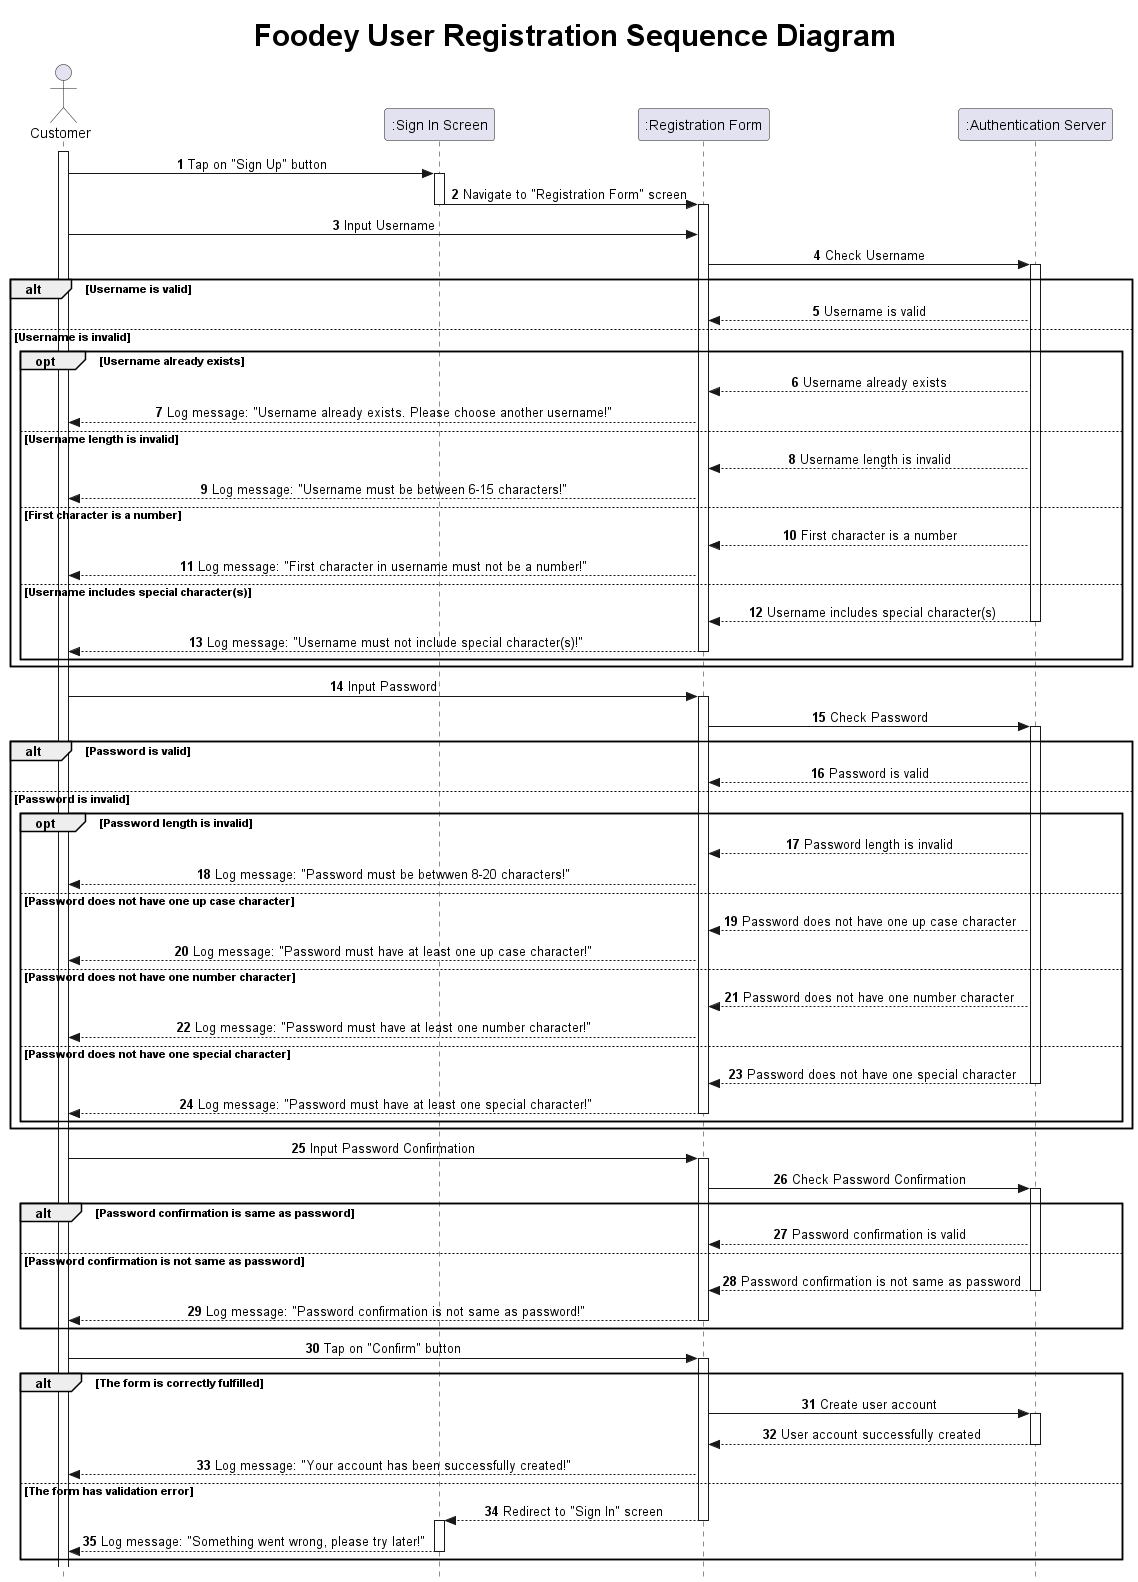 Foodey User Registration Sequence Diagram
Customer
:Sign In Screen
:Registration Form
:Authentication Server
1 Tap on "Sign Up" button
2 Navigate to "Registration Form" screen
3 Input Username
4 Check Username
alt [Username is valid]
5 Username is valid
[Username is invalid]
opt [Username already exists]
6 Username already exists
7 Log message: "Username already exists. Please choose another username!"
[Username length is invalid]
8 Username length is invalid
9 Log message: "Username must be between 6-15 characters!"
[First character is a number]
10 First character is a number
11 Log message: "First character in username must not be a number!"
[Username includes special character(s)]
12 Username includes special character(s)
13 Log message: "Username must not include special character(s)!"
14 Input Password
15 Check Password
alt [Password is valid]
16 Password is valid
[Password is invalid]
opt [Password length is invalid]
17 Password length is invalid
18 Log message: "Password must be betwwen 8-20 characters!"
[Password does not have one up case character]
19 Password does not have one up case character
20 Log message: "Password must have at least one up case character!"
[Password does not have one number character]
21 Password does not have one number character
22 Log message: "Password must have at least one number character!"
[Password does not have one special character]
23 Password does not have one special character
24 Log message: "Password must have at least one special character!"
25 Input Password Confirmation
26 Check Password Confirmation
alt [Password confirmation is same as password]
27 Password confirmation is valid
[Password confirmation is not same as password]
28 Password confirmation is not same as password
29 Log message: "Password confirmation is not same as password!"
30 Tap on "Confirm" button
alt [The form is correctly fulfilled]
31 Create user account
32 User account successfully created
33 Log message: "Your account has been successfully created!"
[The form has validation error]
34 Redirect to "Sign In" screen
35 Log message: "Something went wrong, please try later!"